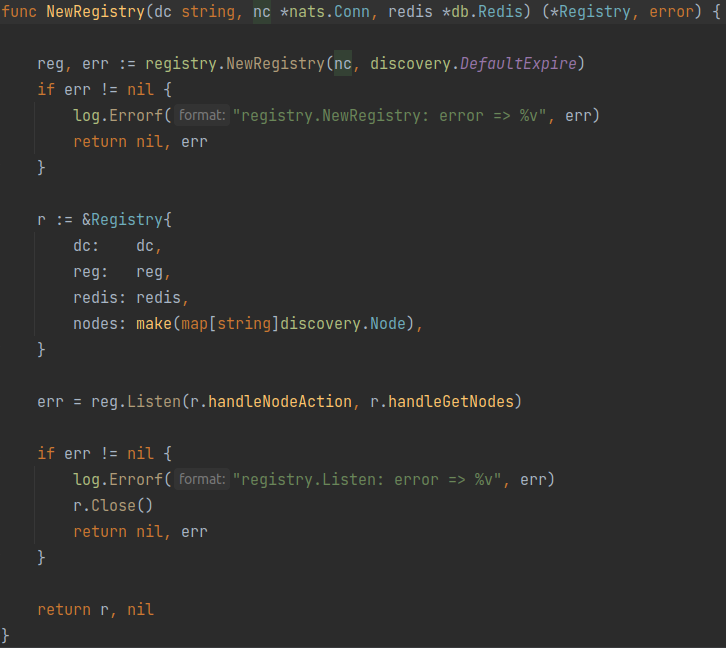 func NewRegistry(dc string, nc *nats.Conn, redis *db.Redis) (*Registry, error) {
reg, err := registry.NewRegistry(nc, discovery.DefaultExpire)
if err != nil {
log.Errorf( format: "registry.NewRegistry: error => %v", err)
return nil, err
}
r := &Registry{
dc:    dc,
reg:   reg,
redis: redis,
nodes: make(map[string]discovery.Node),
}
err = reg.Listen(r.handleNodeAction, r.handleGetNodes)
if err != nil {
log.Errorf( format: "registry.Listen: error => %v", err)
r.Close()
return nil, err
}
return r, nil
}